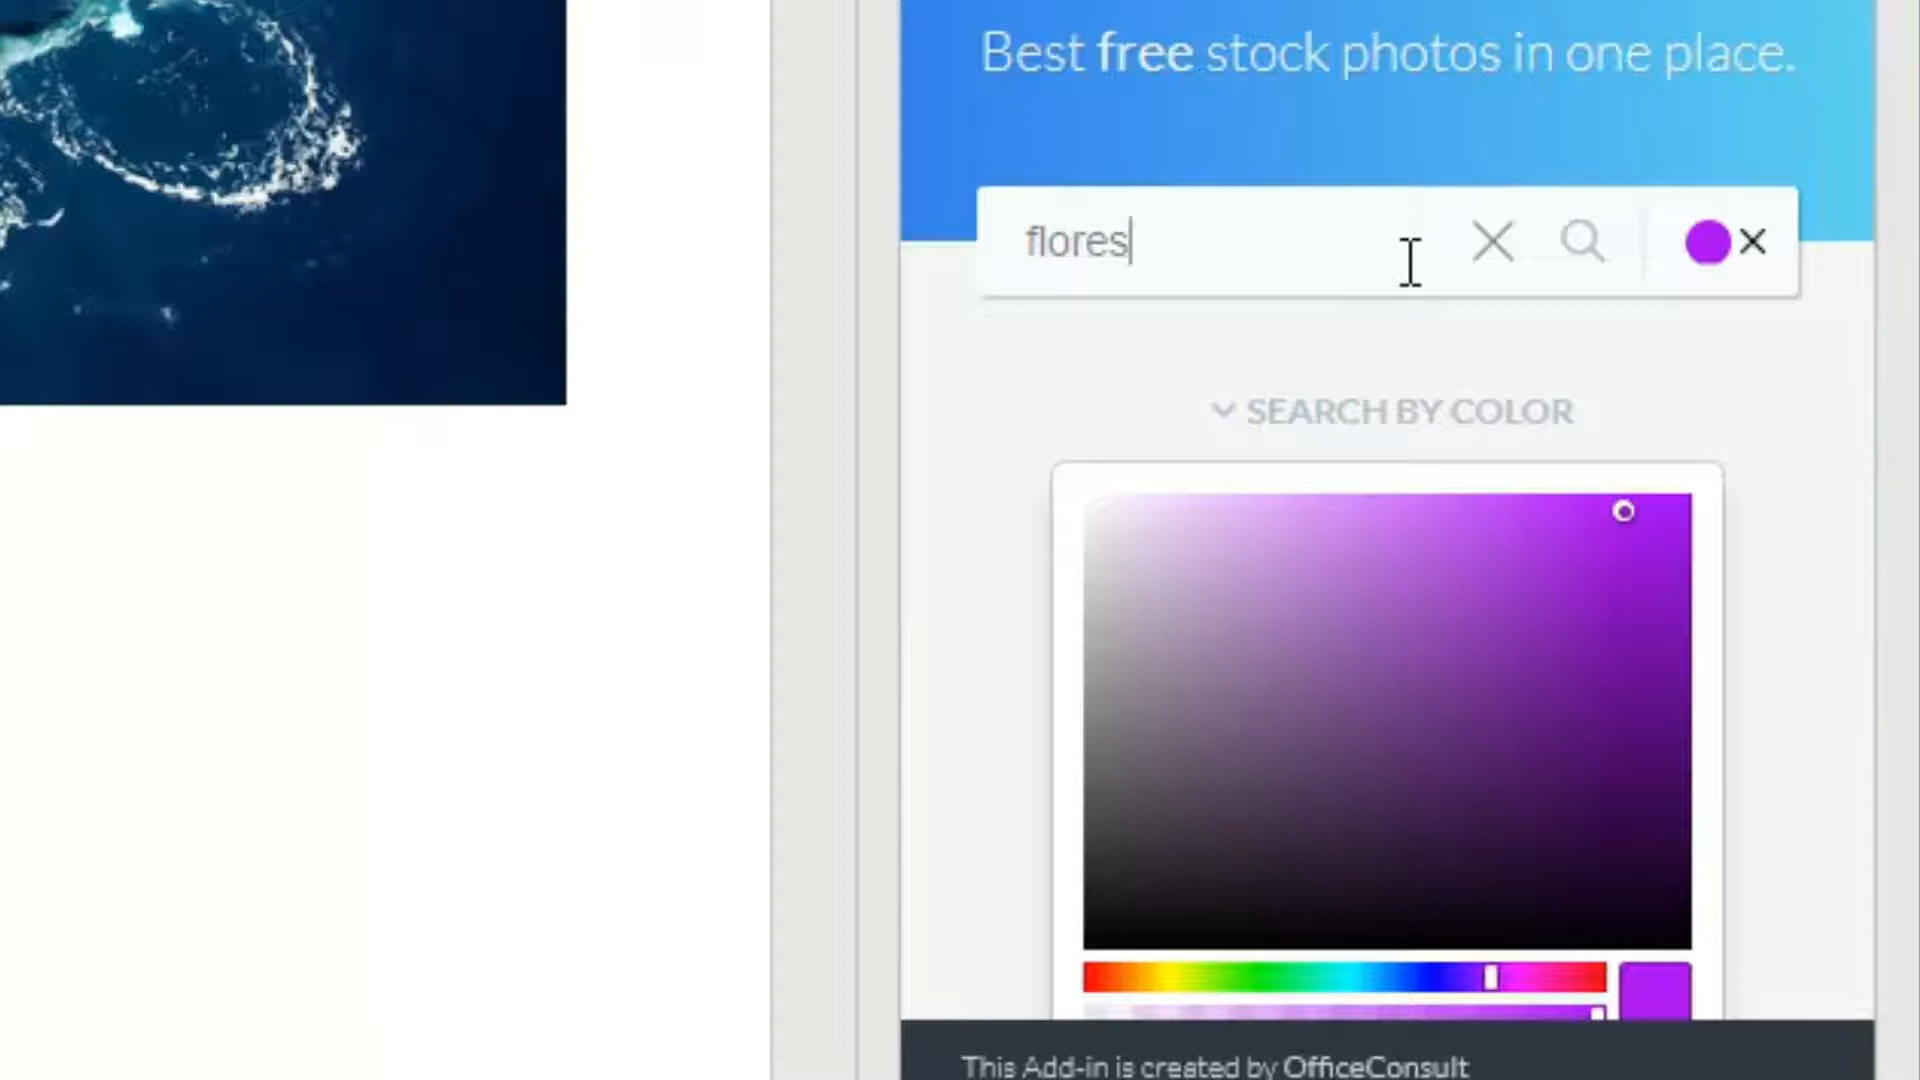 Best free stock photos in one place.
flores
SEARCH BY COLOR
This Add-in is created by OfficeConsult